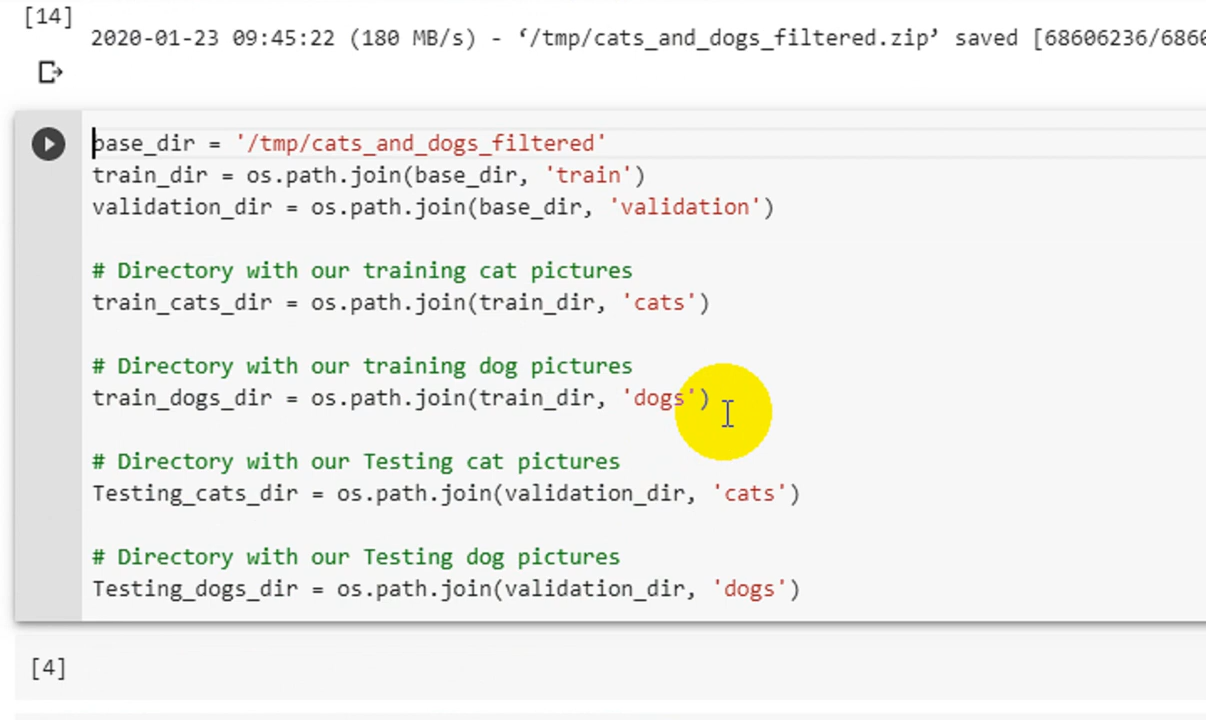 [14]
2020-01-23 09:45:22 (180 MB/s) - ‘/tmp/cats_and_dogs_filtered.zip’ saved [68606236/6860
base_dir = '/tmp/cats_and_dogs_filtered'
train_dir = os.path.join(base_dir, 'train')
validation_dir = os.path.join(base_dir, 'validation')
# Directory with our training cat pictures
train_cats_dir = os.path.join(train_dir, 'cats')
# Directory with our training dog pictures
train_dogs_dir = os.path.join(train_dir, 'dogs')
# Directory with our Testing cat pictures
Testing_cats_dir = os.path.join(validation_dir, 'cats')
# Directory with our Testing dog pictures
Testing_dogs_dir = os.path.join(validation_dir, 'dogs')
[4]